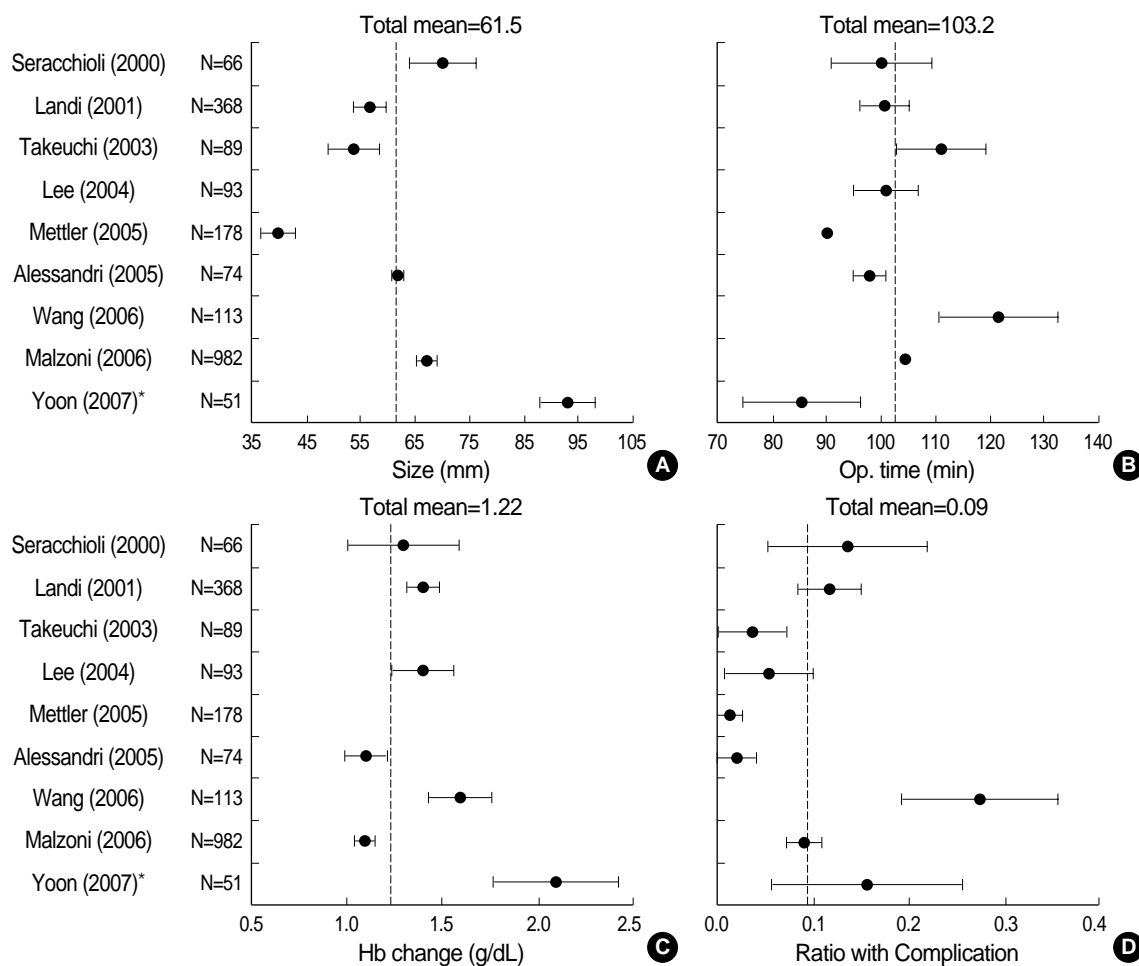 Total mean=61.5
Seracchioli (2000) N=66
Landi (2001) N=368
Takeuchi (2003) N=89
Lee (2004) N=93
Mettler (2005) N=178
Alessandri (2005) N=74
Wang (2006) N=113
Malzoni (2006) N=982
Yoon (2007)* N=51
35 45 55 65 75 85 95 105
Size (mm)
A
Total mean=103.2
70 80 90 100 110 120 130 140
Op. time (min)
B
Total mean=1.22
Seracchioli (2000) N=66
Landi (2001) N=368
Takeuchi (2003) N=89
Lee (2004) N=93
Mettler (2005) N=178
Alessandri (2005) N=74
Wang (2006) N=113
Malzoni (2006) N=982
Yoon (2007)* N=51
0.5 1.0 1.5 2.0 2.5
Hb change (g/dL)
C
Total mean=0.09
0.0 0.1 0.2 0.3 0.4
Ratio with Complication
D